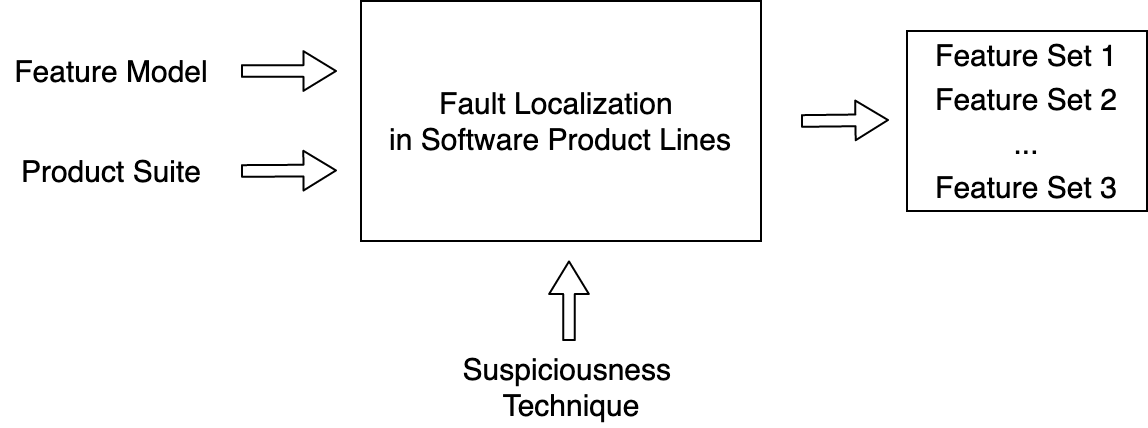 Feature Model
Product Suite
Fault Localization
in Software Product Lines
Suspiciousness
Technique
Feature Set 1
Feature Set 2
...
Feature Set 3